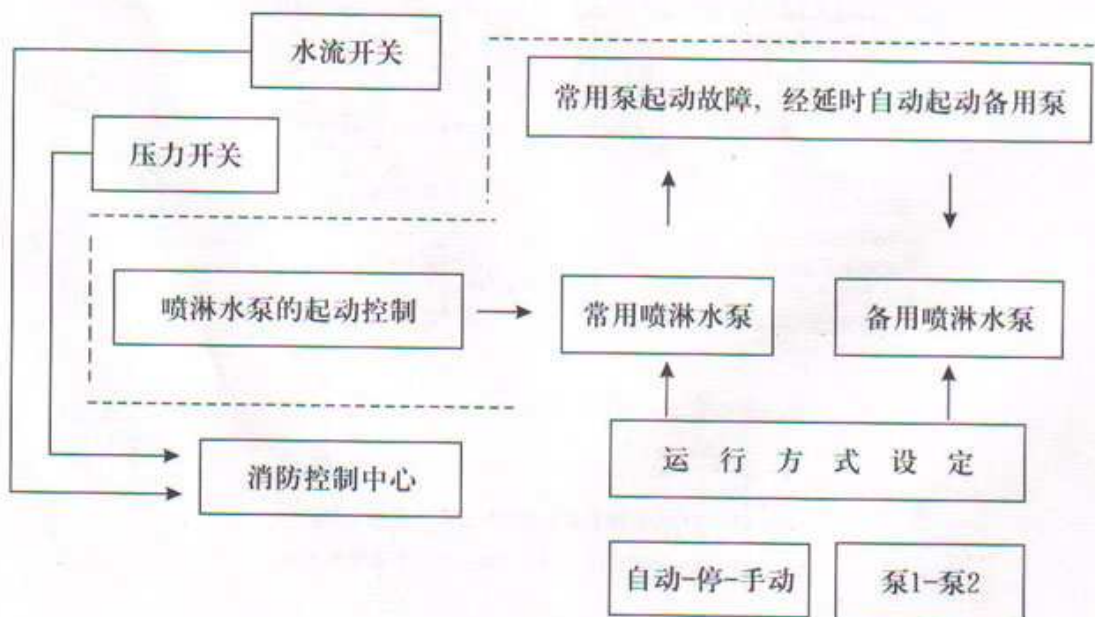 水流开关
常用泵起动故障，经延时自动起动备用泵
压力开关
喷淋水泵的起动控制
常用喷淋水泵
备用喷淋水泵
运行方式设定
消防控制中心
自动-停-手动
泵1-泵2